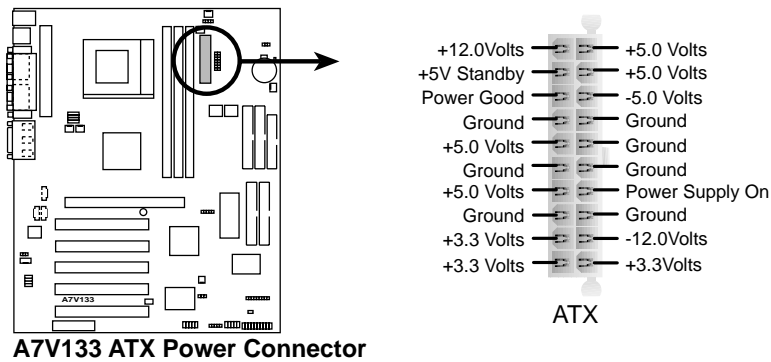 +12.0Volts
+5V Standby
Power Good
Ground
+5.0 Volts
Ground
+5.0 Volts
Ground
+3.3 Volts
+3.3 Volts
+5.0 Volts
+5.0 Volts
-5.0 Volts
Ground
Ground
Ground
Power Supply On
Ground
-12.0Volts
+3.3Volts
ATX
A7V133
A7V133 ATX Power Connector